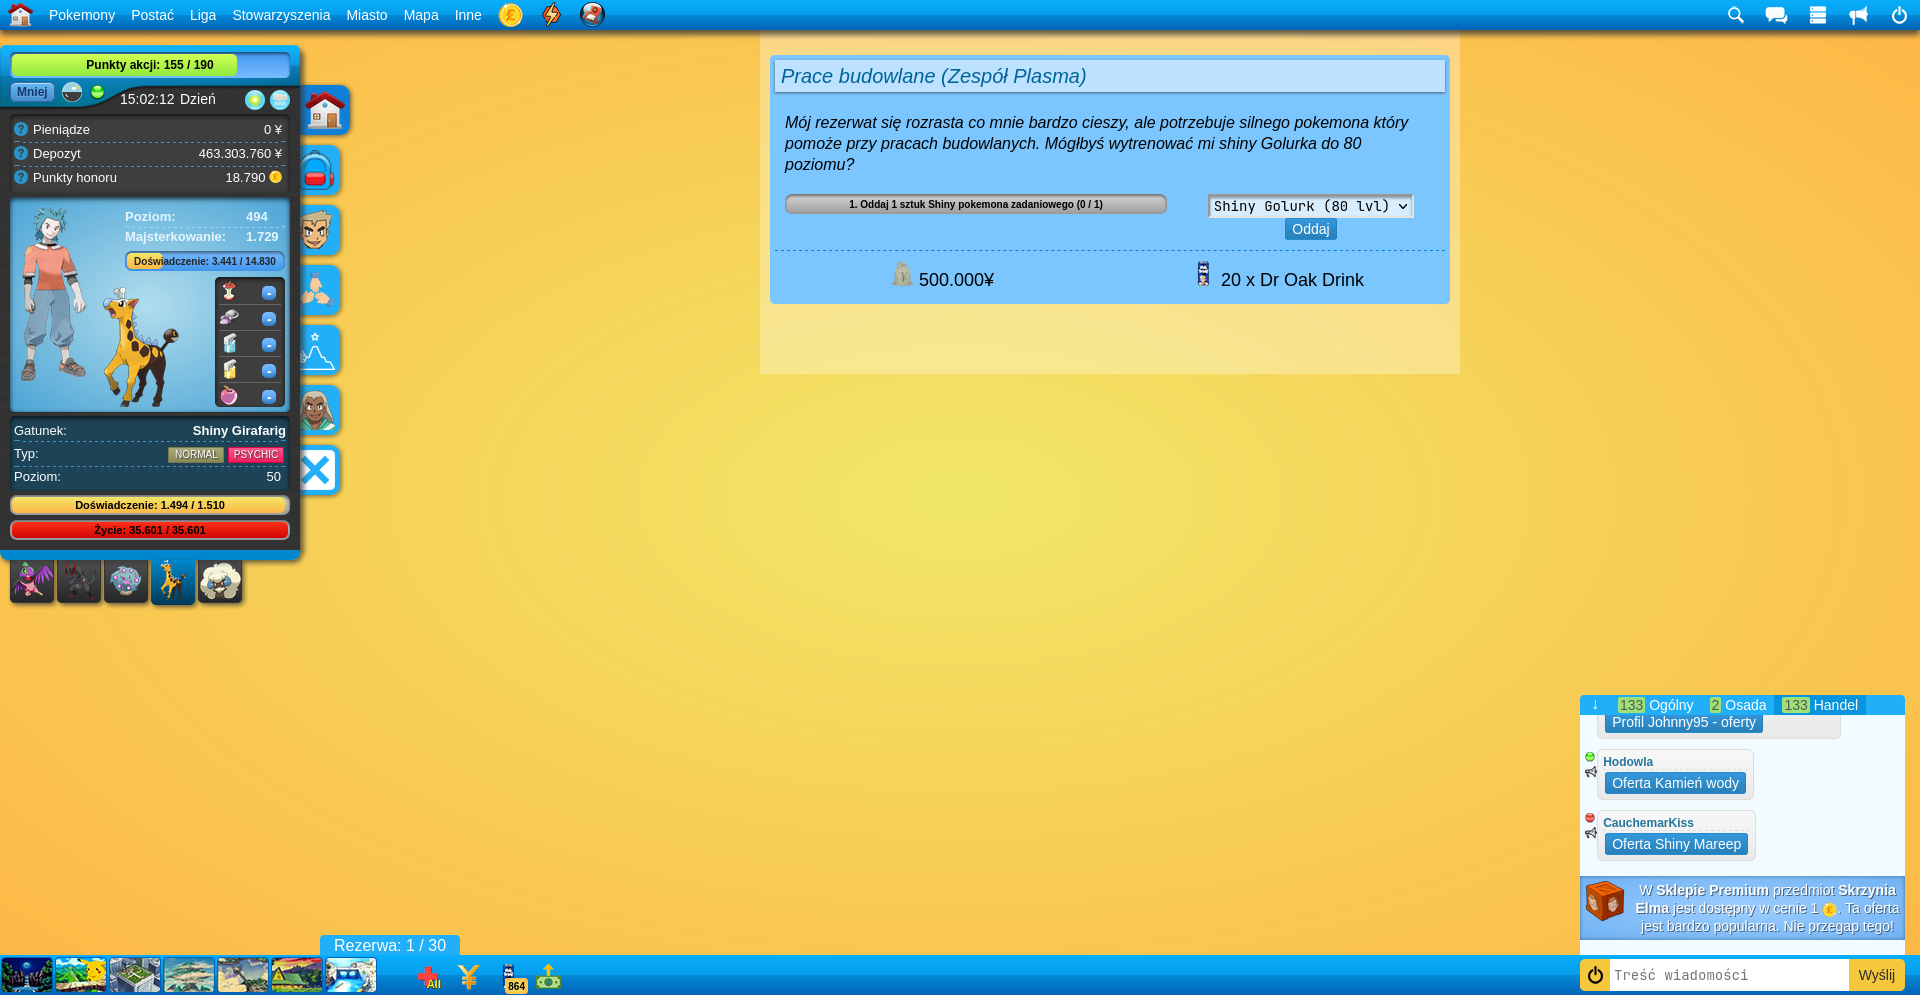 Pokemony Postać Liga Stowarzyszenia Miasto Mapa Inne
Punkty akcji: 155 / 190
Mniej 15:02:12 Dzień
Pieniądze 0 ¥
Depozyt 463.303.760 ¥
Punkty honoru 18.790
Poziom: 494
Majsterkowanie: 1.729
Doświadczenie: 3.441 / 14.830
-
-
-
-
-
Gatunek: Shiny Girafarig
Typ: NORMAL PSYCHIC
Poziom: 50
Doświadczenie: 1.494 / 1.510
Życie: 35.601 / 35.601
Prace budowlane (Zespół Plasma)
Mój rezerwat się rozrasta co mnie bardzo cieszy, ale potrzebuje silnego pokemona który
pomoże przy pracach budowlanych. Mógłbyś wytrenować mi shiny Golurka do 80
poziomu?
1. Oddaj 1 sztuk Shiny pokemona zadaniowego (0 / 1)
Shiny Golurk (80 lvl)
Oddaj
500.000¥ 20 x Dr Oak Drink
↓ 133 Ogólny 2 Osada 133 Handel
Profil Johnny95 - oferty
Hodowla
Oferta Kamień wody
CauchemarKiss
Oferta Shiny Mareep
W Sklepie Premium przedmiot Skrzynia
Elma jest dostępny w cenie 1 . Ta oferta
jest bardzo popularna. Nie przegap tego!
Rezerwa: 1 / 30
All
864
Treść wiadomości Wyślij